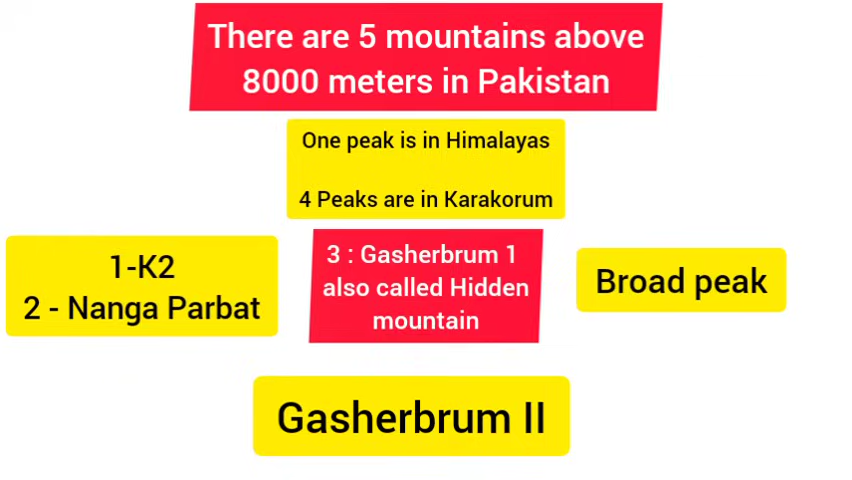 There are 5 mountains above
8000 meters in Pakistan
One peak is in Himalayas
4 Peaks are in Karakorum
1-K2
2 - Nanga Parbat
3 : Gasherbrum 1
also called Hidden
mountain
Broad peak
Gasherbrum II